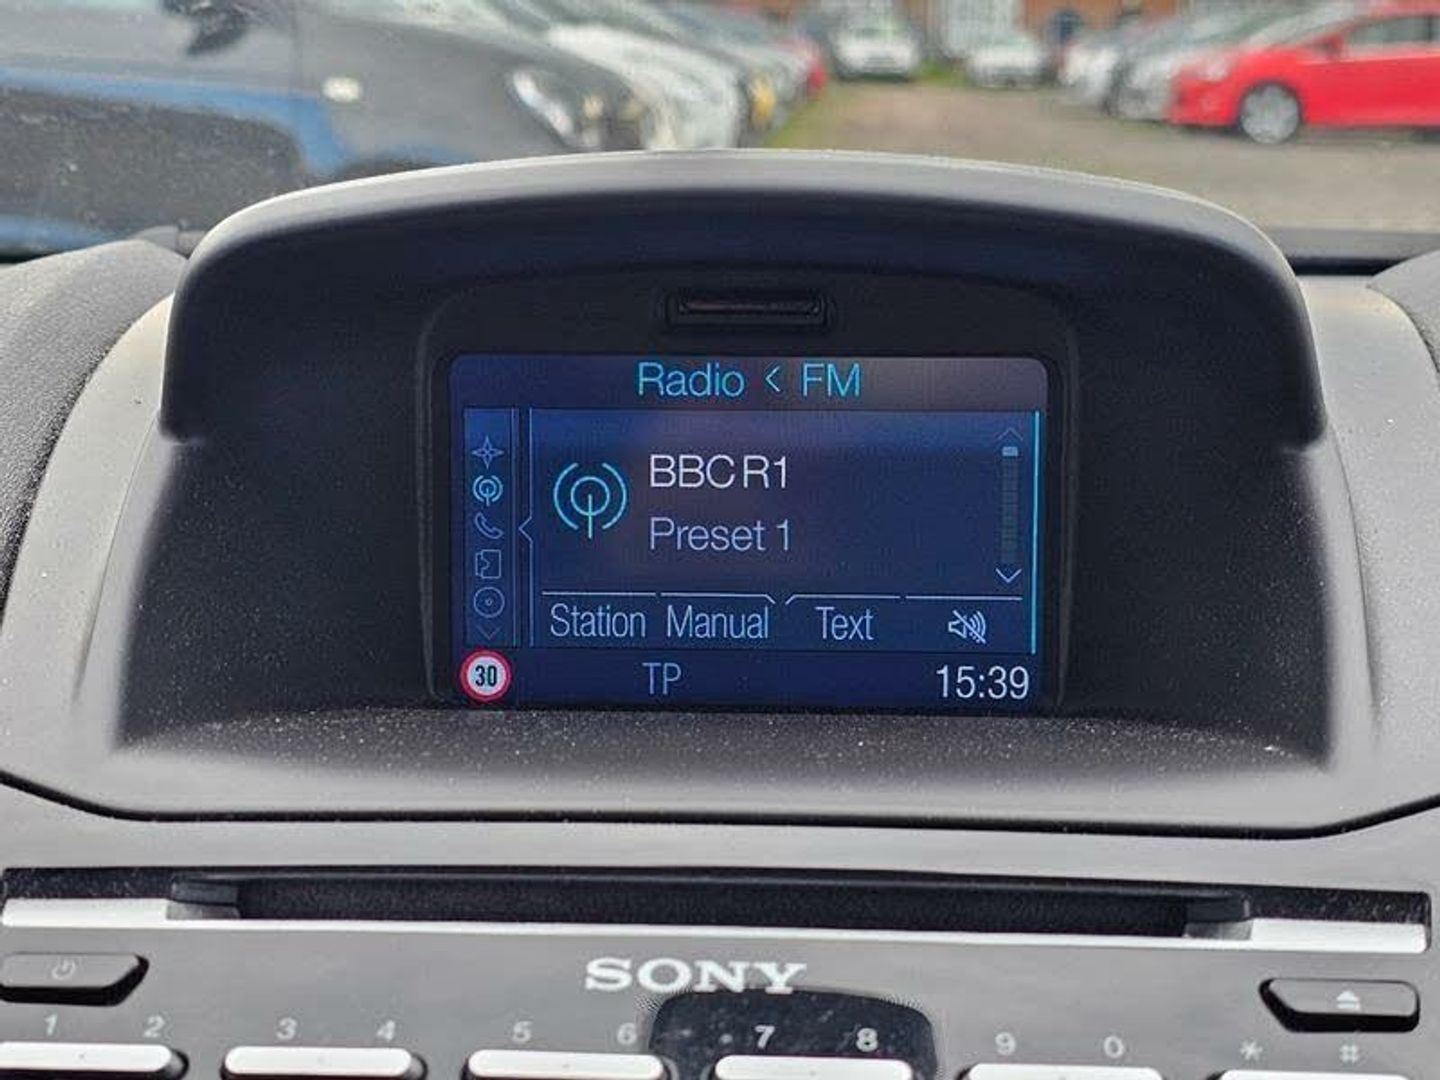 Radio < FM
BBC R1
Preset 1
Station Manual Text
30 TP 15:39
SONY
1 2 3 4 5 6 7 8 9 0 * #